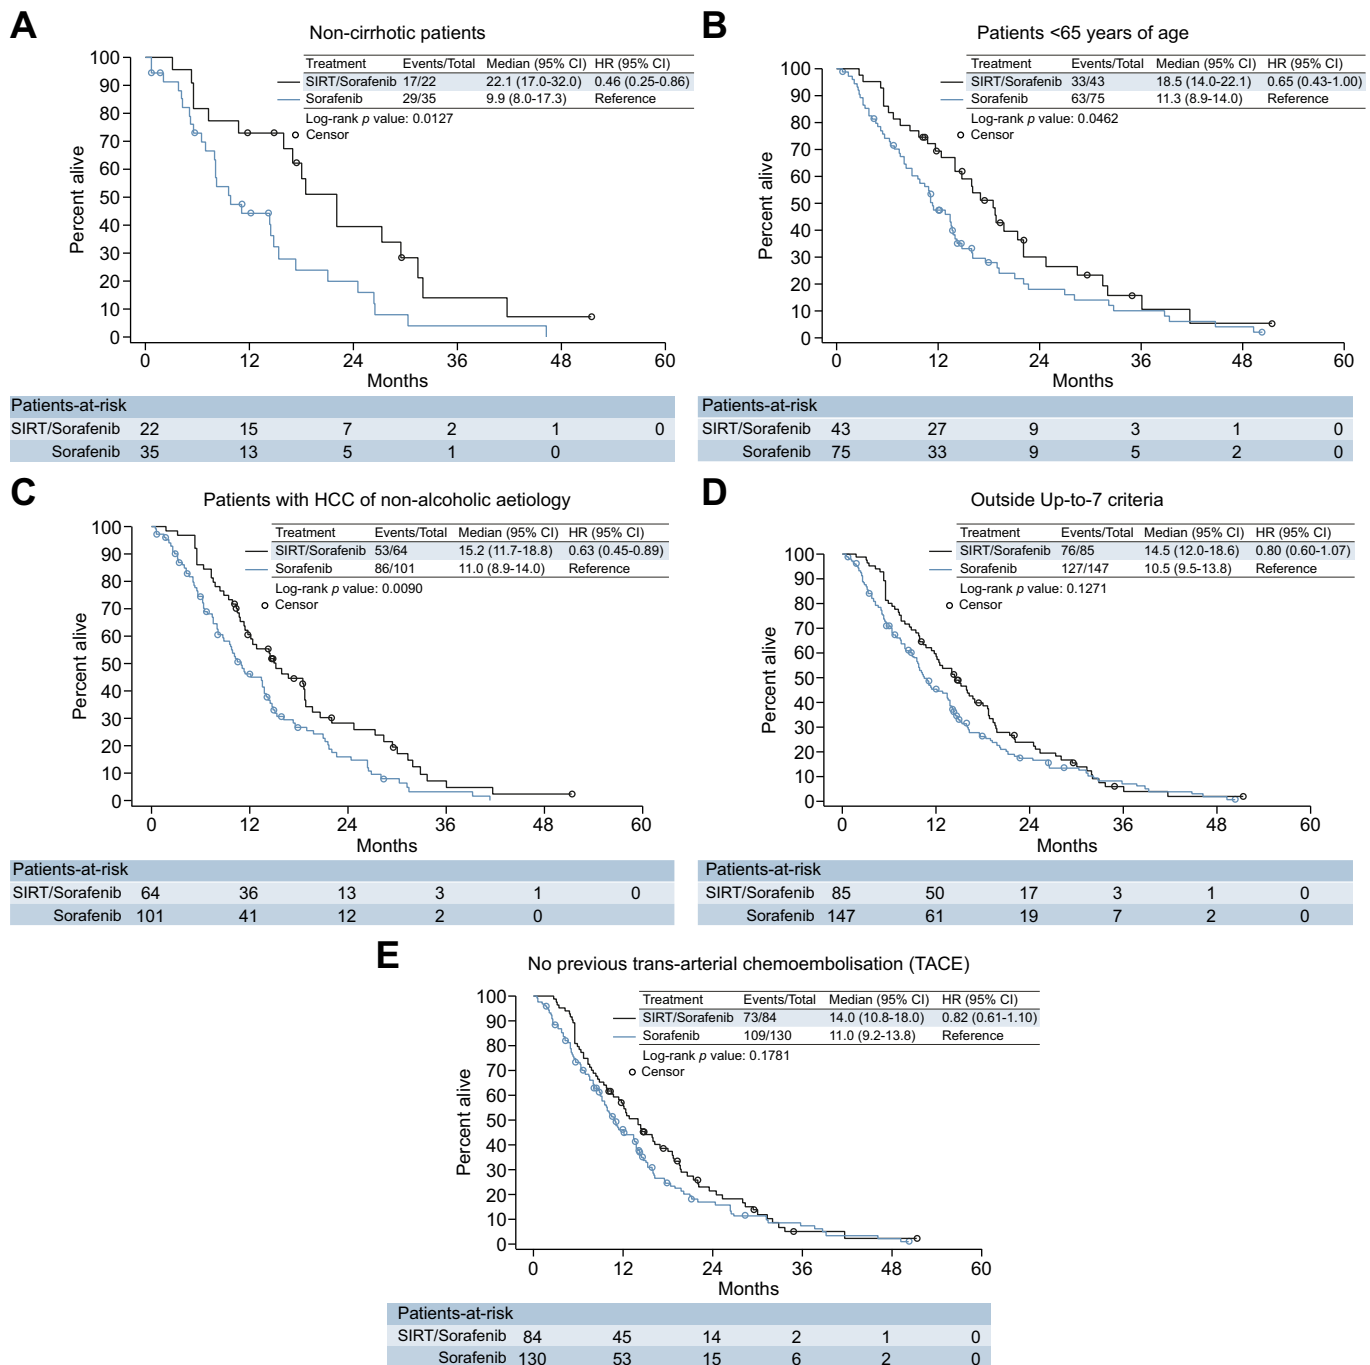 A
Non-cirrhotic patients
Treatment Events/Total Median (95% CI) HR (95% CI)
SIRT/Sorafenib 17/22 22.1 (17.0-32.0) 0.46 (0.25-0.86)
Sorafenib 29/35 9.9 (8.0-17.3) Reference
Log-rank p value: 0.0127
Censor
Percent alive
100
90
80
70
60
50
40
30
20
10
0
0 12 24 36 48 60
Months
Patients-at-risk
SIRT/Sorafenib 22 15 7 2 1 0
Sorafenib 35 13 5 1 0
B
Patients <65 years of age
Treatment Events/Total Median (95% CI) HR (95% CI)
SIRT/Sorafenib 33/43 18.5 (14.0-22.1) 0.65 (0.43-1.00)
Sorafenib 63/75 11.3 (8.9-14.0) Reference
Log-rank p value: 0.0462
Censor
Percent alive
100
90
80
70
60
50
40
30
20
10
0
0 12 24 36 48 60
Months
Patients-at-risk
SIRT/Sorafenib 43 27 9 3 1 0
Sorafenib 75 33 9 5 2 0
C
Patients with HCC of non-alcoholic aetiology
Treatment Events/Total Median (95% CI) HR (95% CI)
SIRT/Sorafenib 53/64 15.2 (11.7-18.8) 0.63 (0.45-0.89)
Sorafenib 86/101 11.0 (8.9-14.0) Reference
Log-rank p value: 0.0090
Censor
Percent alive
100
90
80
70
60
50
40
30
20
10
0
0 12 24 36 48 60
Months
Patients-at-risk
SIRT/Sorafenib 64 36 13 3 1 0
Sorafenib 101 41 12 2 0
D
Outside Up-to-7 criteria
Treatment Events/Total Median (95% CI) HR (95% CI)
SIRT/Sorafenib 76/85 14.5 (12.0-18.6) 0.80 (0.60-1.07)
Sorafenib 127/147 10.5 (9.5-13.8) Reference
Log-rank p value: 0.1271
Censor
Percent alive
100
90
80
70
60
50
40
30
20
10
0
0 12 24 36 48 60
Months
Patients-at-risk
SIRT/Sorafenib 85 50 17 3 1 0
Sorafenib 147 61 19 7 2 0
E
No previous trans-arterial chemoembolisation (TACE)
Treatment Events/Total Median (95% CI) HR (95% CI)
SIRT/Sorafenib 73/84 14.0 (10.8-18.0) 0.82 (0.61-1.10)
Sorafenib 109/130 11.0 (9.2-13.8) Reference
Log-rank p value: 0.1781
Censor
Percent alive
100
90
80
70
60
50
40
30
20
10
0
0 12 24 36 48 60
Months
Patients-at-risk
SIRT/Sorafenib 84 45 14 2 1 0
Sorafenib 130 53 15 6 2 0